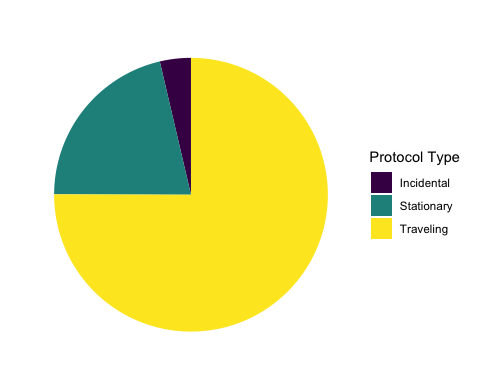 Protocol Type
Incidental
Stationary
Traveling